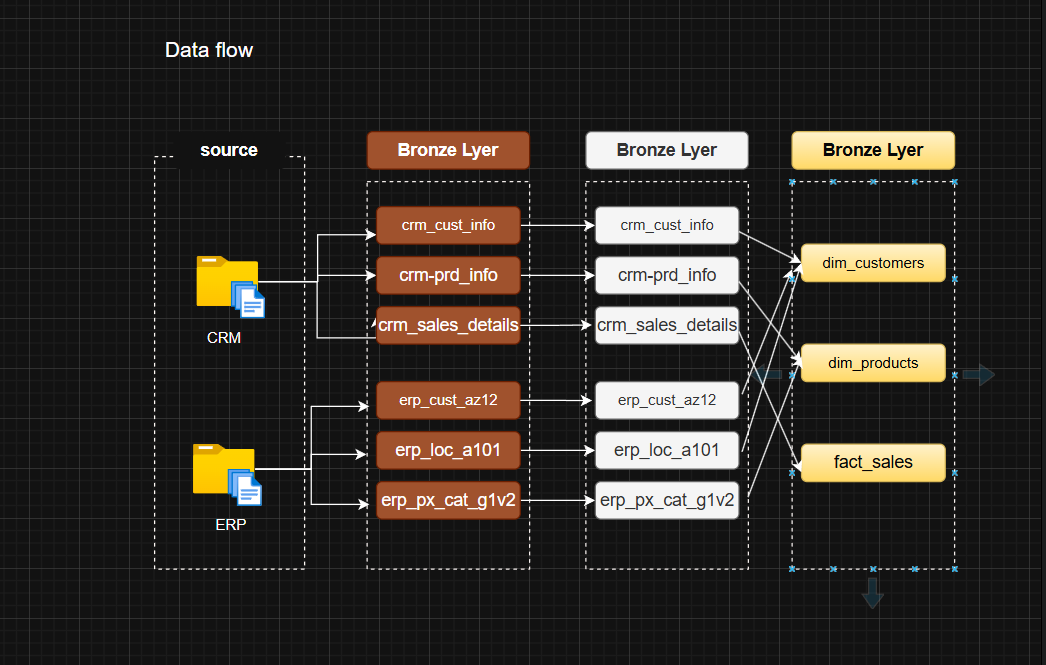 Data flow
source
Bronze Lyer
Bronze Lyer
Bronze Lyer
crm_cust_info
crm_cust_info
crm-prd_info
crm-prd_info
dim_customers
crm_sales_details
crm_sales_details
CRM
dim_products
erp_cust_az12
erp_cust_az12
erp_loc_a101
erp_loc_a101
fact_sales
erp_px_cat_g1v2
erp_px_cat_g1v2
ERP